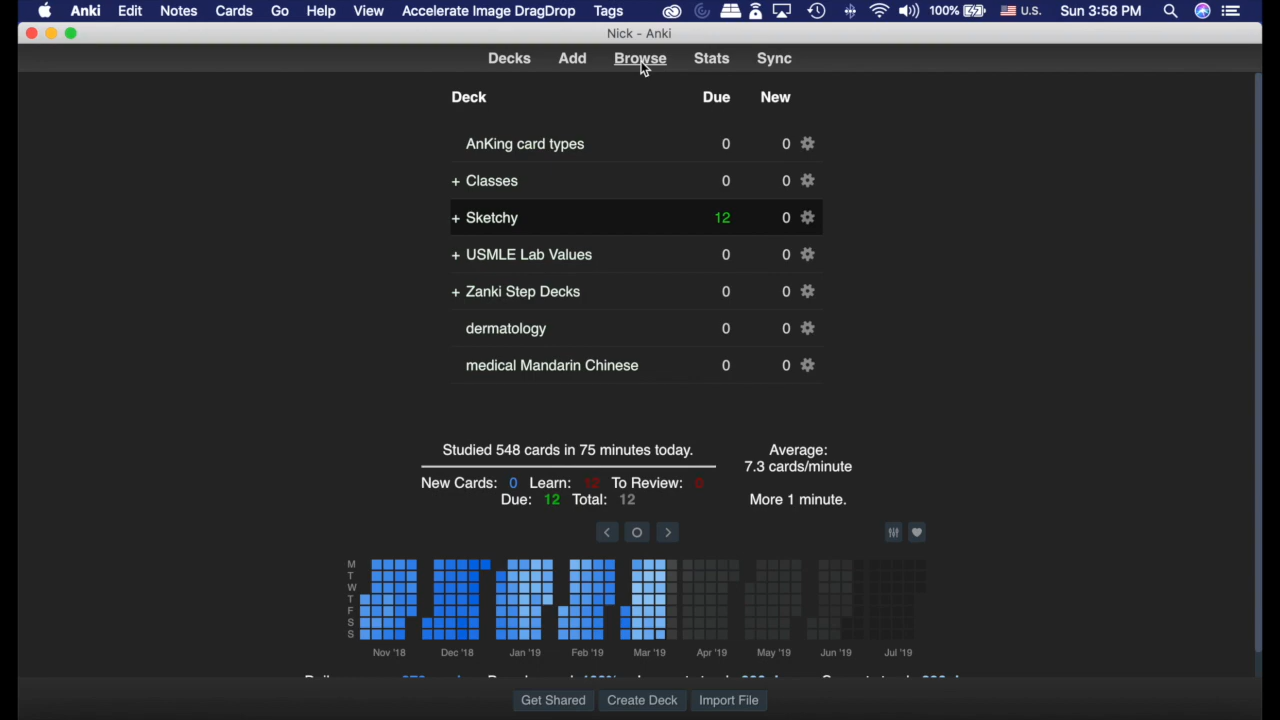 Anki Edit Notes Cards Go Help View Accelerate Image DragDrop Tags 100% U.S. Sun 3:58 PM
Nick - Anki
Decks Add Browse Stats Sync
Deck Due New
AnKing card types 0 0
+ Classes 0 0
+ Sketchy 12 0
+ USMLE Lab Values 0 0
+ Zanki Step Decks 0 0
dermatology 0 0
medical Mandarin Chinese 0 0
Studied 548 cards in 75 minutes today.
Average:
7.3 cards/minute
New Cards: 0 Learn: 12 To Review: 0
Due: 12 Total: 12
More 1 minute.
M
T
W
T
F
S
S
Nov '18 Dec '18 Jan '19 Feb '19 Mar '19 Apr '19 May '19 Jun '19 Jul '19
Get Shared Create Deck Import File